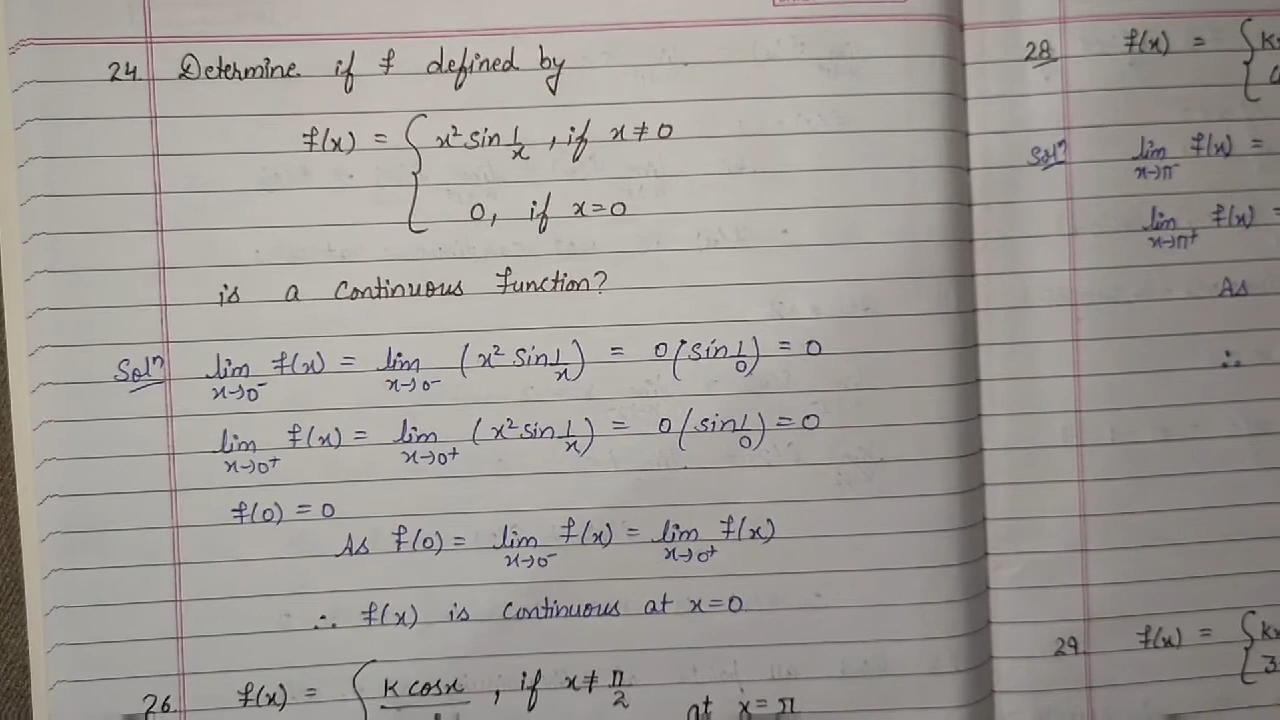 24. Determine if f defined by
f(x) = { x² sin 1/x , if x ≠ 0
0, if x=0
is a continuous function?
Solⁿ lim x→0⁻ f(x) = lim x→0⁻ (x² sin 1/x) = 0 (sin 1/0) = 0
lim x→0⁺ f(x) = lim x→0⁺ (x² sin 1/x) = 0 (sin 1/0) = 0
f(0) = 0
As f(0) = lim x→0⁻ f(x) = lim x→0⁺ f(x)
∴ f(x) is continuous at x=0
26. f(x) = { K cosx , if x ≠ π/2
at x = π
28 f(x) = {
Solⁿ lim x→π⁻ f(x) =
lim x→π⁺ f(x) =
As
∴
29 f(x) = {
3